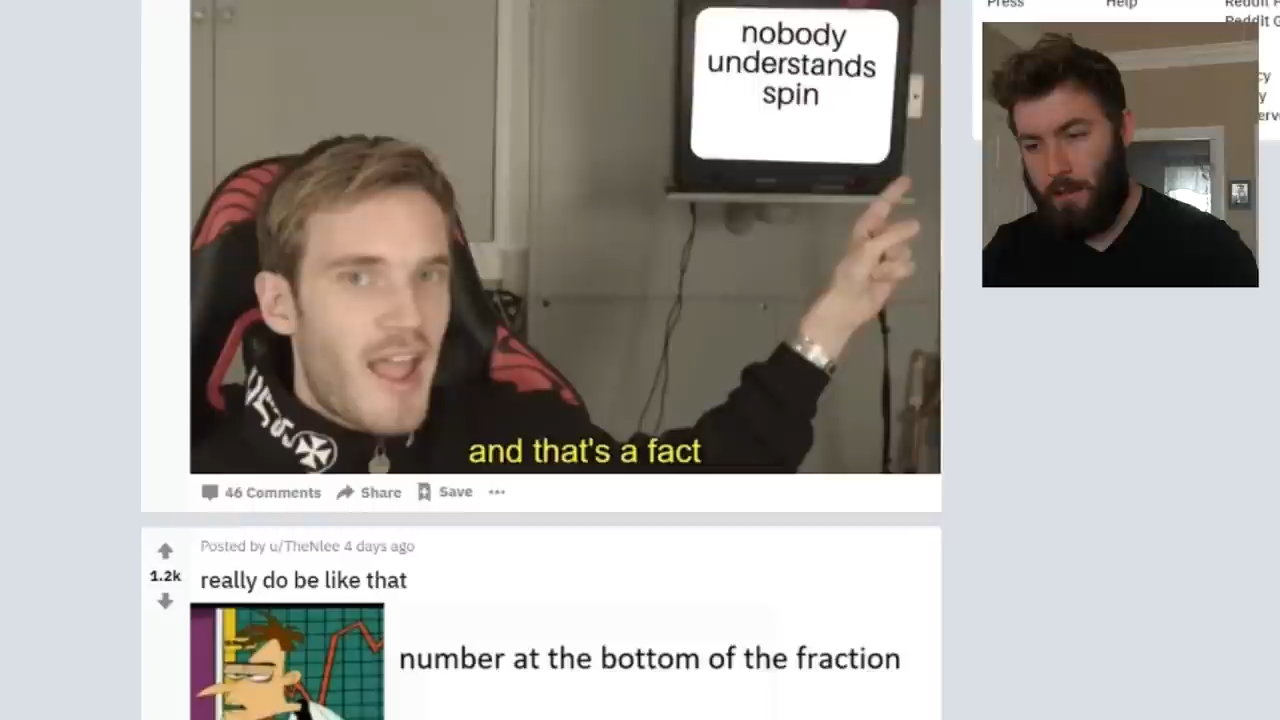 Press
Help
nobody
understands
spin
and that's a fact
46 Comments
Share
Save
Posted by u/TheNlee 4 days ago
1.2k
really do be like that
number at the bottom of the fraction